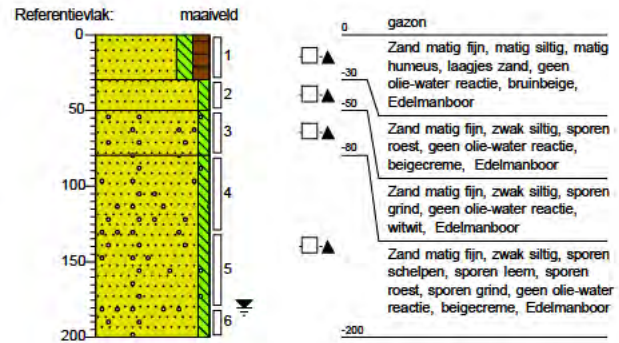 Referentievlak: maaiveld
0
50
100
150
200
1
2
3
4
5
6
0
gazon
Zand matig fijn, matig siltig, matig
humeus, laagjes zand, geen
olie-water reactie, bruinbeige,
Edelmanboor
-30
Zand matig fijn, zwak siltig, sporen
roest, geen olie-water reactie,
beigecreme, Edelmanboor
-50
Zand matig fijn, zwak siltig, sporen
grind, geen olie-water reactie,
witwit, Edelmanboor
-80
Zand matig fijn, zwak siltig, sporen
schelpen, sporen leem, sporen
roest, sporen grind, geen olie-water
reactie, beigecreme, Edelmanboor
-200